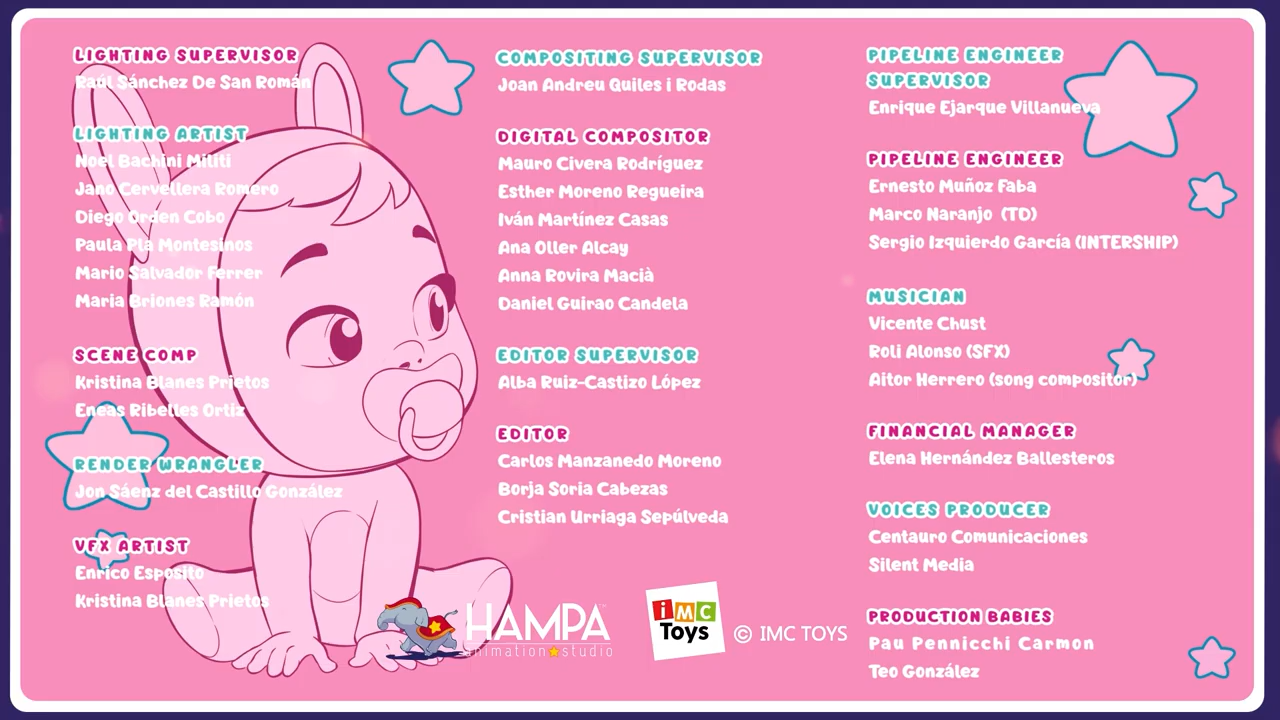 LIGHTING SUPERVISOR
Raúl Sánchez De San Román
LIGHTING ARTIST
Noel Bachini Militi
Jano Cervellera Romero
Diego Orden Cobo
Paula Pla Montesinos
Mario Salvador Ferrer
Maria Briones Ramón
SCENE COMP
Kristina Blanes Prietos
Eneas Ribelles Ortiz
RENDER WRANGLER
Jon Sáenz del Castillo González
VFX ARTIST
Enrico Esposito
Kristina Blanes Prietos
COMPOSITING SUPERVISOR
Joan Andreu Quiles i Rodas
DIGITAL COMPOSITOR
Mauro Civera Rodríguez
Esther Moreno Regueira
Iván Martínez Casas
Ana Oller Alcay
Anna Rovira Macià
Daniel Guirao Candela
EDITOR SUPERVISOR
Alba Ruiz-Castizo López
EDITOR
Carlos Manzanedo Moreno
Borja Soria Cabezas
Cristian Urriaga Sepúlveda
HAMPA
animation studio
iMC
Toys
© IMC TOYS
PIPELINE ENGINEER
SUPERVISOR
Enrique Ejarque Villanueva
PIPELINE ENGINEER
Ernesto Muñoz Faba
Marco Naranjo (TD)
Sergio Izquierdo García (INTERSHIP)
MUSICIAN
Vicente Chust
Roli Alonso (SFX)
Aitor Herrero (song compositor)
FINANCIAL MANAGER
Elena Hernández Ballesteros
VOICES PRODUCER
Centauro Comunicaciones
Silent Media
PRODUCTION BABIES
Pau Pennicchi Carmon
Teo González